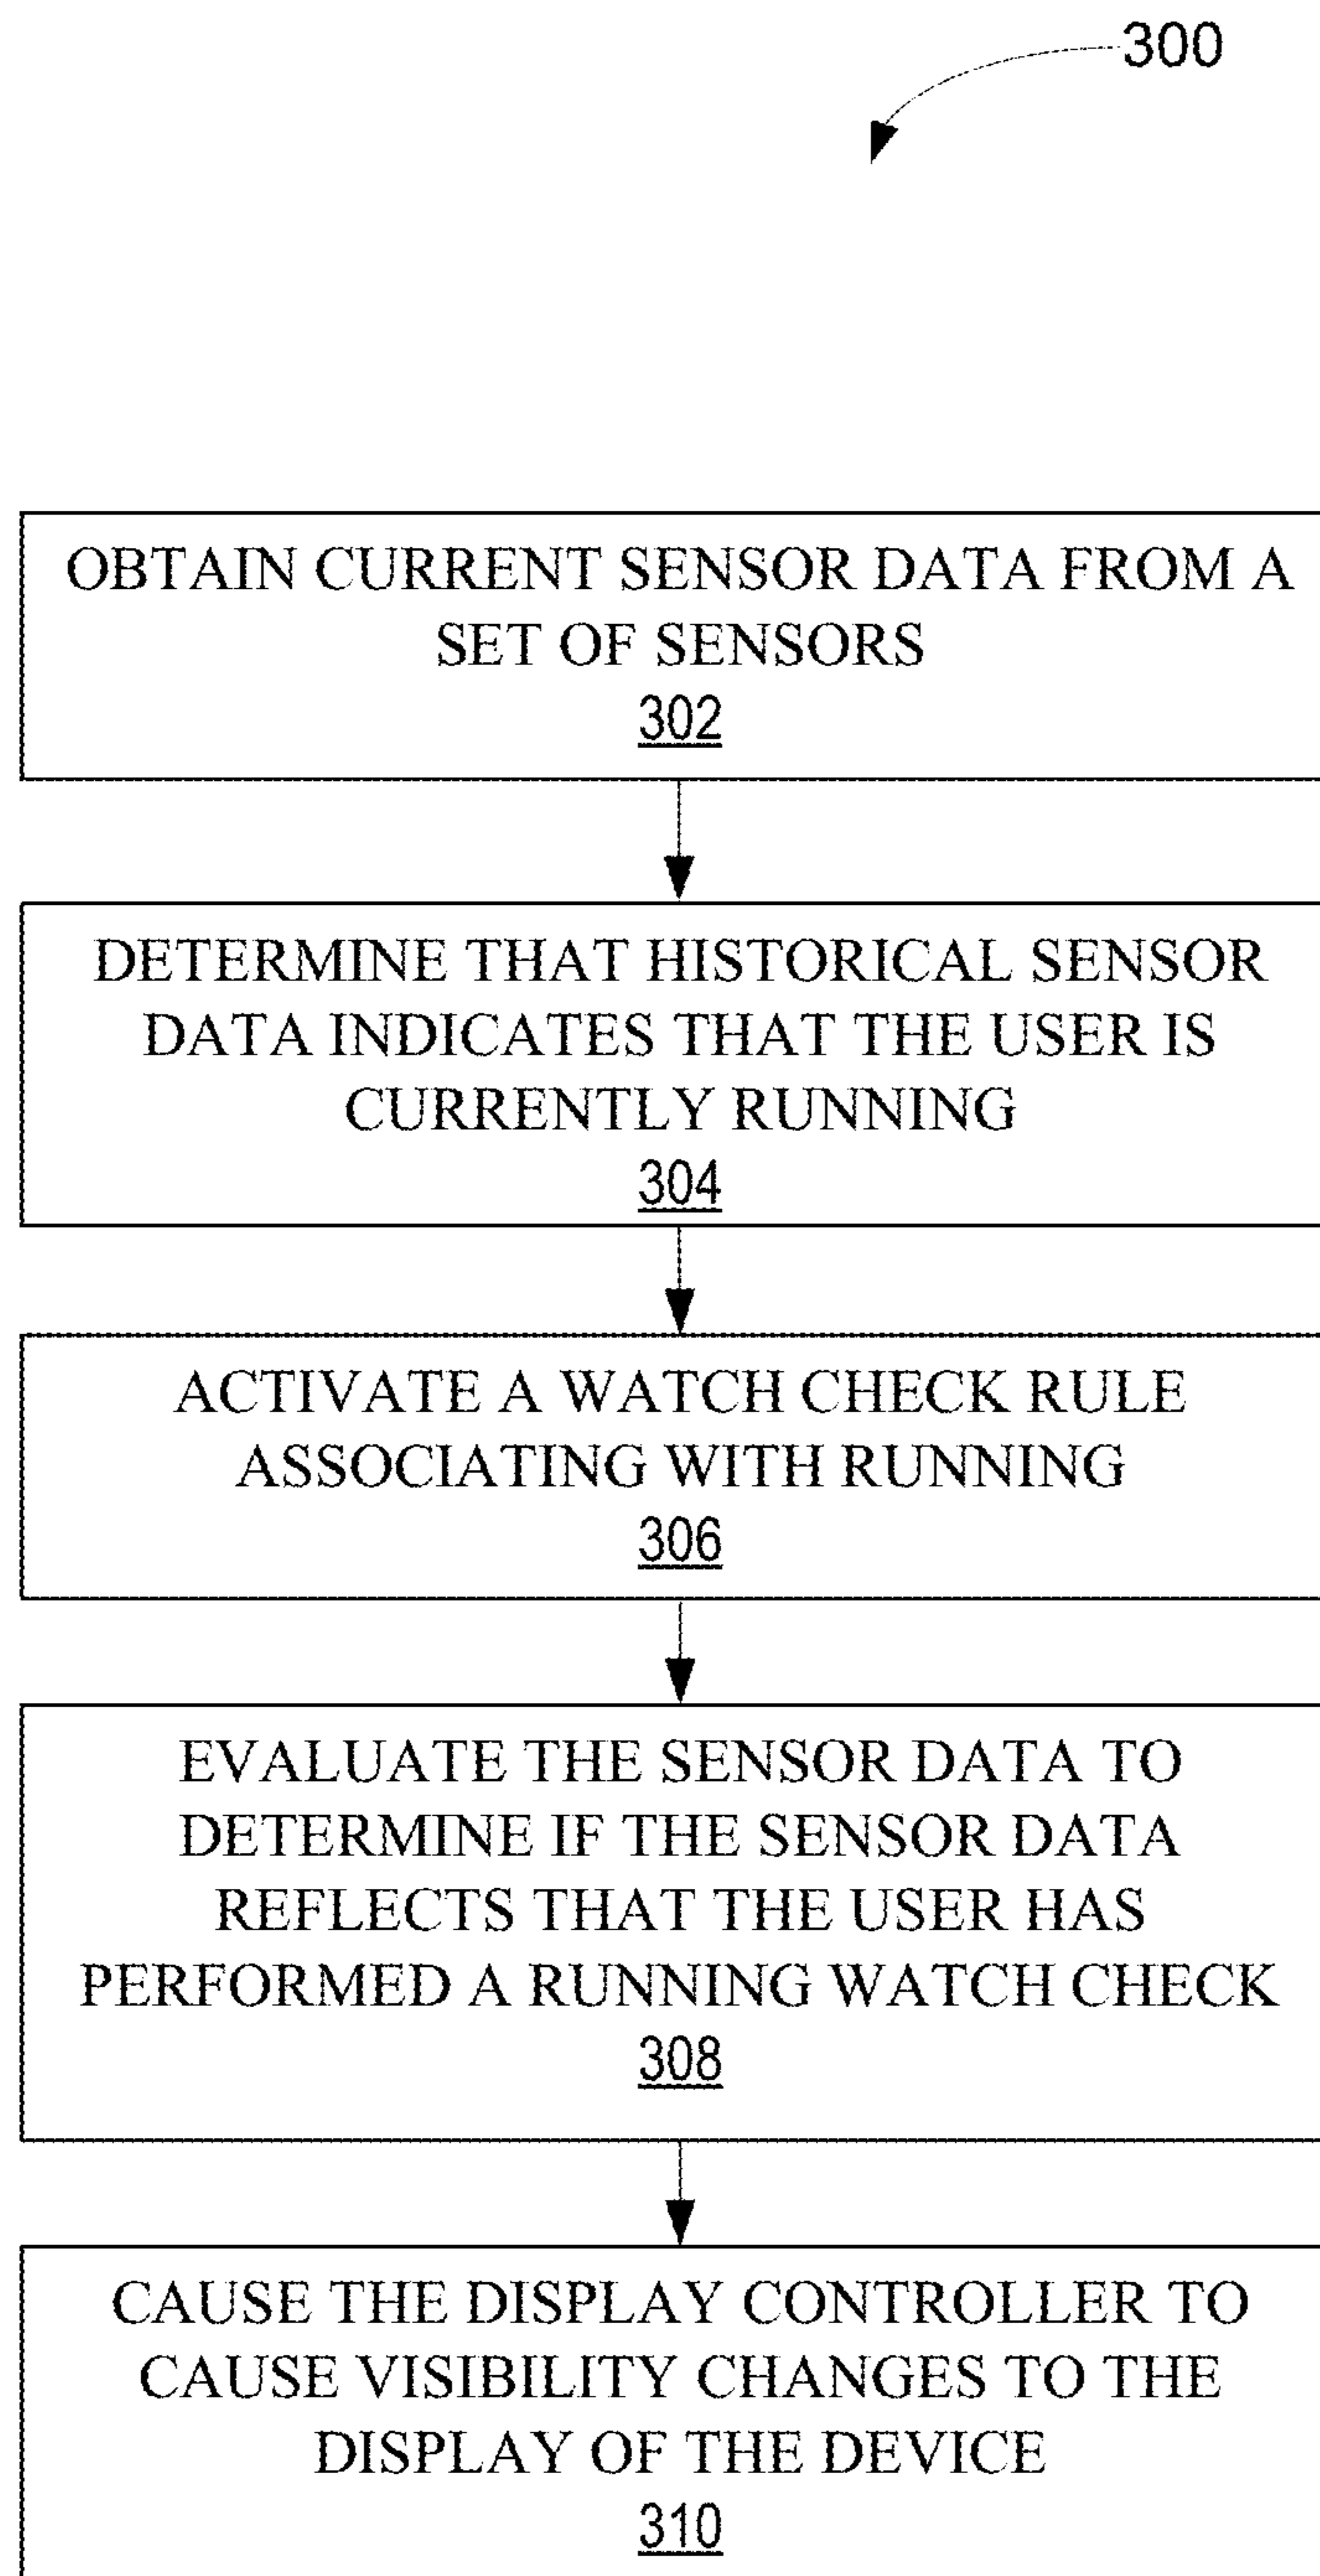 300
OBTAIN CURRENT SENSOR DATA FROM A
SET OF SENSORS
302
DETERMINE THAT HISTORICAL SENSOR
DATA INDICATES THAT THE USER IS
CURRENTLY RUNNING
304
ACTIVATE A WATCH CHECK RULE
ASSOCIATING WITH RUNNING
306
EVALUATE THE SENSOR DATA TO
DETERMINE IF THE SENSOR DATA
REFLECTS THAT THE USER HAS
PERFORMED A RUNNING WATCH CHECK
308
CAUSE THE DISPLAY CONTROLLER TO
CAUSE VISIBILITY CHANGES TO THE
DISPLAY OF THE DEVICE
310